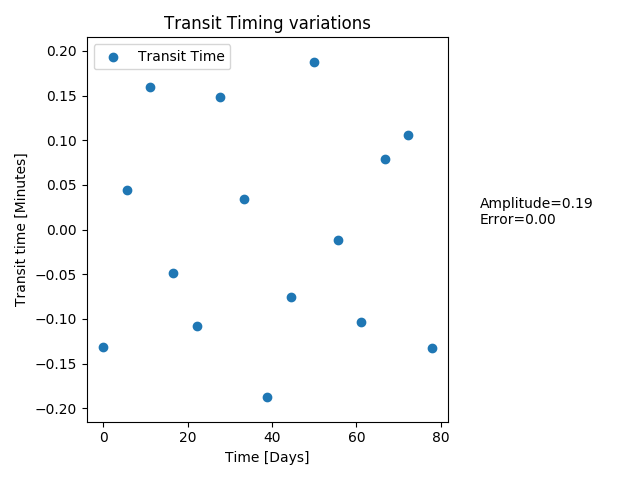 Transit Timing variations
Transit Time
0.20
0.15
0.10
0.05
0.00
−0.05
−0.10
−0.15
−0.20
Transit time [Minutes]
0
20
40
60
80
Time [Days]
Amplitude=0.19
Error=0.00